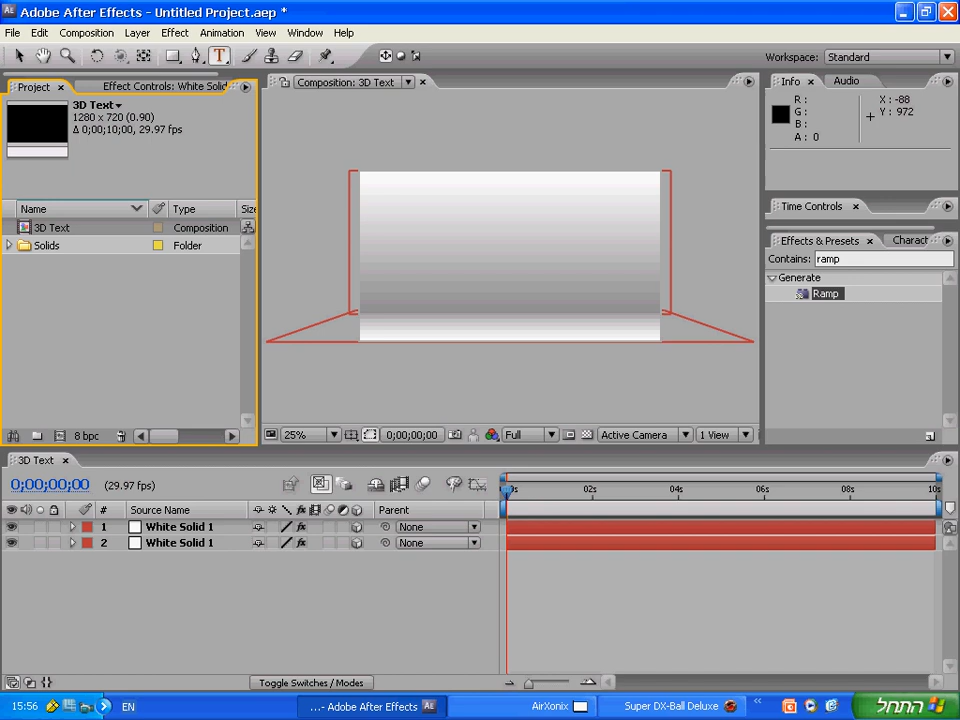 Adobe After Effects - Untitled Project.aep *
File Edit Composition Layer Effect Animation View Window Help
T
Workspace: Standard
Project Effect Controls: White Solid
Composition: 3D Text
Info Audio
3D Text
1280 x 720 (0.90)
Δ 0;00;10;00, 29.97 fps
R :
G :
B :
A : 0
X : -88
Y : 972
Time Controls
Effects & Presets Charact
Contains: ramp
Generate
Ramp
Name Type Size
3D Text Composition
Solids Folder
8 bpc
25% 0;00;00;00 Full Active Camera 1 View
3D Text
0;00;00;00 (29.97 fps)
02s 04s 06s 08s 10s
# Source Name Parent
1 White Solid 1 None
2 White Solid 1 None
Toggle Switches / Modes
15:56 EN ...- Adobe After Effects AirXonix Super DX-Ball Deluxe התחל